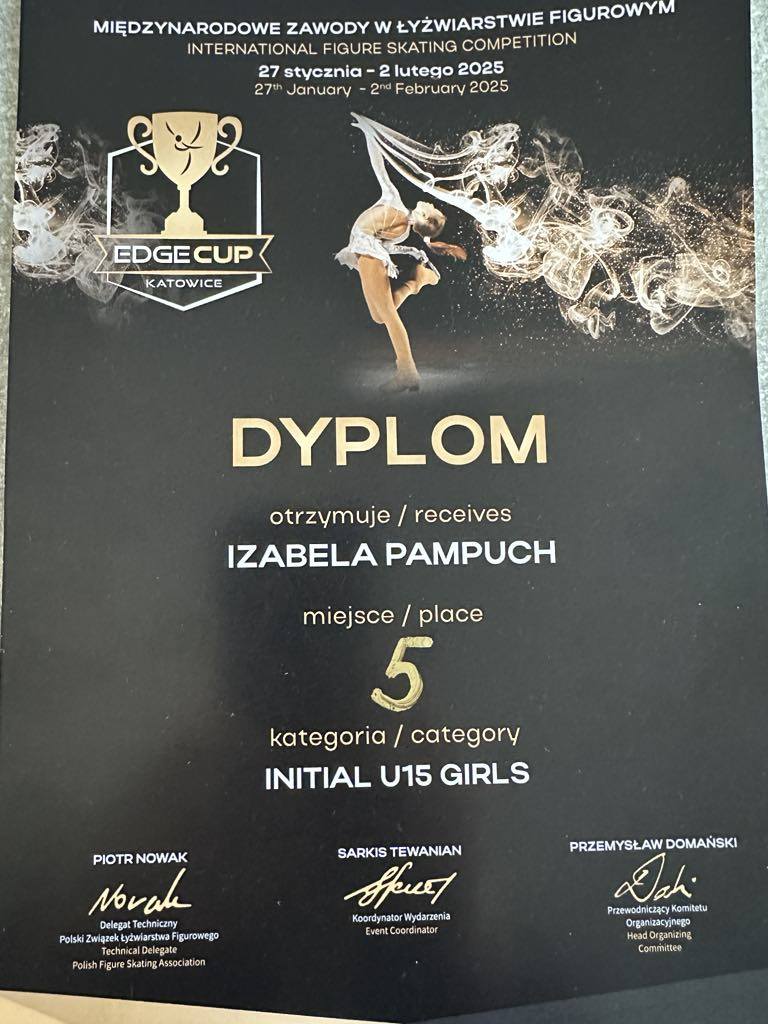 MIĘDZYNARODOWE ZAWODY W ŁYŻWIARSTWIE FIGUROWYM
INTERNATIONAL FIGURE SKATING COMPETITION
27 stycznia - 2 lutego 2025
27th January - 2nd February 2025
EDGE CUP
KATOWICE
DYPLOM
otrzymuje / receives
IZABELA PAMPUCH
miejsce / place
5
kategoria / category
INITIAL U15 GIRLS
PIOTR NOWAK
Nowak
Delegat Techniczny
Polski Związek Łyżwiarstwa Figurowego
Technical Delegate
Polish Figure Skating Association
SARKIS TEWANIAN
Koordynator Wydarzenia
Event Coordinator
PRZEMYSŁAW DOMAŃSKI
Przewodniczący Komitetu
Organizacyjnego
Head Organizing
Committee